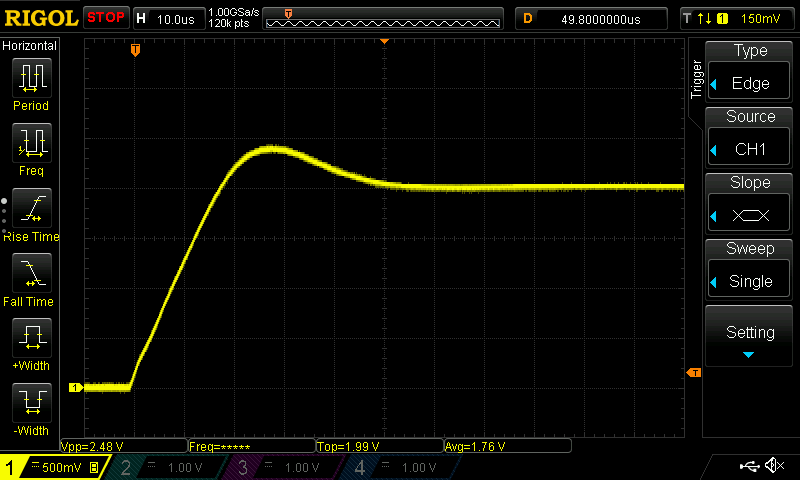 RIGOL STOP H 10.0us 1.00GSa/s 120k pts D 49.8000000us T 1 150mV
Horizontal
Period
Freq
Rise Time
Fall Time
+Width
-Width
T
1
T
Trigger
Type
Edge
Source
CH1
Slope
Sweep
Single
Setting
Vpp=2.48 V Freq=***** Top=1.99 V Avg=1.76 V
1 500mV B 2 1.00 V 3 1.00 V 4 1.00 V